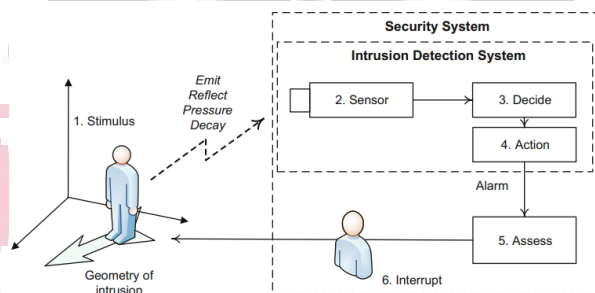 Security System
Intrusion Detection System
Emit
Reflect
Pressure
Decay
1. Stimulus
2. Sensor
3. Decide
4. Action
Alarm
5. Assess
6. Interrupt
Geometry of
intrusion